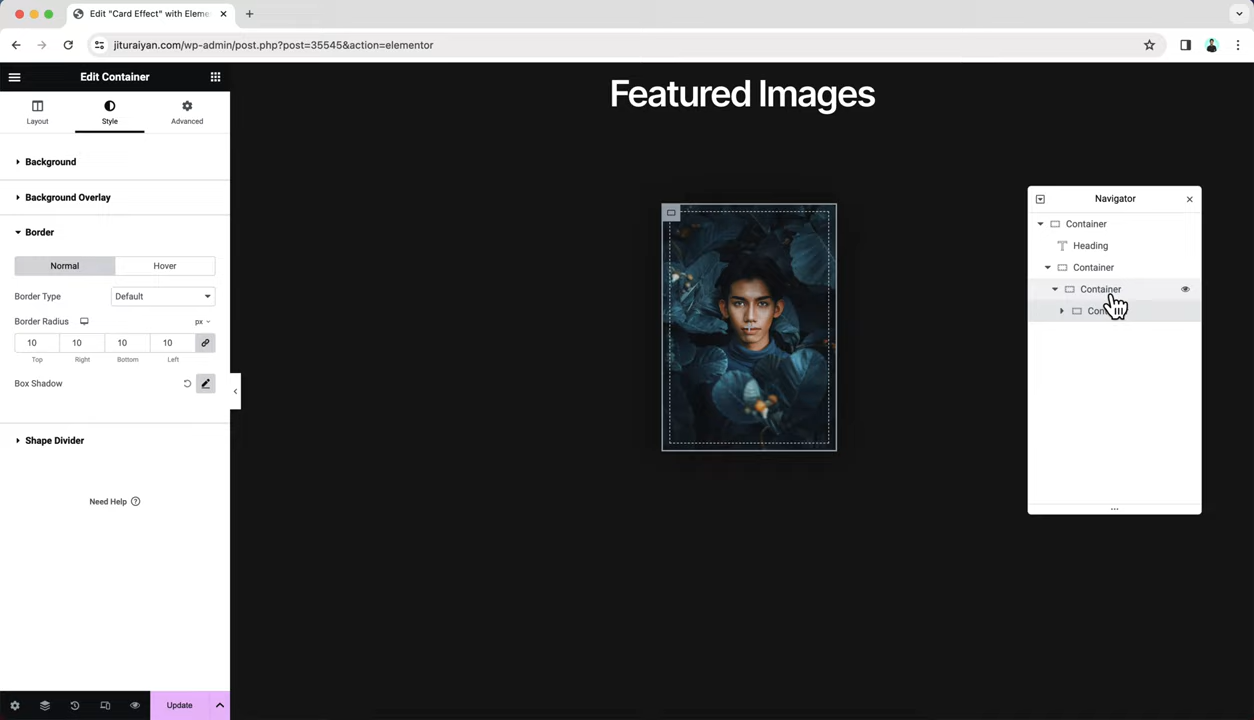 Edit "Card Effect" with Eleme
jituraiyan.com/wp-admin/post.php?post=35545&action=elementor
Edit Container
Layout
Style
Advanced
Background
Background Overlay
Border
Normal
Hover
Border Type
Default
Border Radius
px
10
10
10
10
Top
Right
Bottom
Left
Box Shadow
Shape Divider
Need Help
Update
Featured Images
Navigator
Container
Heading
Container
Container